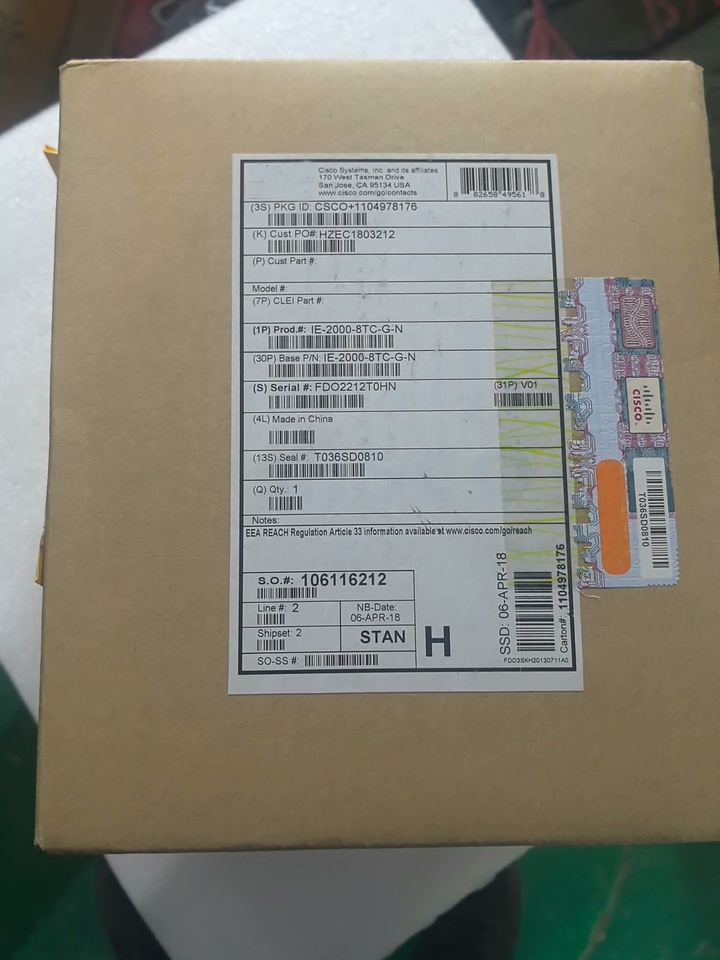 Cisco Systems, Inc. and its affiliates
170 West Tasman Drive
San Jose, CA 95134 USA
www.cisco.com/go/contacts
8 82658 49561 8
(3S) PKG ID: CSCO+1104978176
(K) Cust PO#: HZEC1803212
(P) Cust Part #:
Model #:
(7P) CLEI Part #:
(1P) Prod.#: IE-2000-8TC-G-N
(30P) Base P/N: IE-2000-8TC-G-N
(S) Serial #: FDO2212T0HN
(31P) V01
(4L) Made in China
(13S) Seal #: T036SD0810
(Q) Qty.: 1
Notes:
EEA REACH Regulation Article 33 information available at www.cisco.com/go/reach
S.O.#: 106116212
Line #: 2
NB-Date:
06-APR-18
Shipset: 2
STAN
SO-SS #:
H
SSD: 06-APR-18
Carton#: 1104978176
FDO3SKH20130711A0
CISCO
T036SD0810